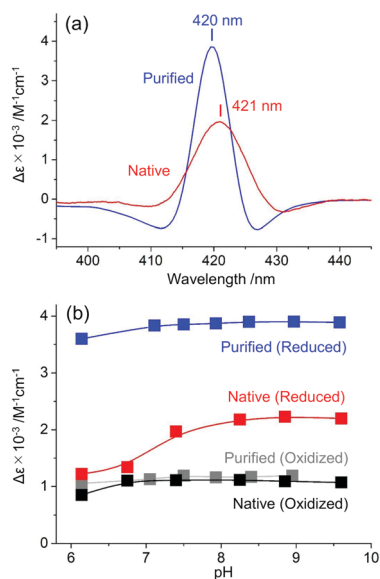 (a)
420 nm
Purified
421 nm
Native
Δε × 10⁻³ /M⁻¹cm⁻¹
4
3
2
1
0
-1
400 410 420 430 440
Wavelength /nm
(b)
Δε × 10⁻³ /M⁻¹cm⁻¹
4
3
2
1
0
Purified (Reduced)
Native (Reduced)
Purified (Oxidized)
Native (Oxidized)
6 7 8 9 10
pH